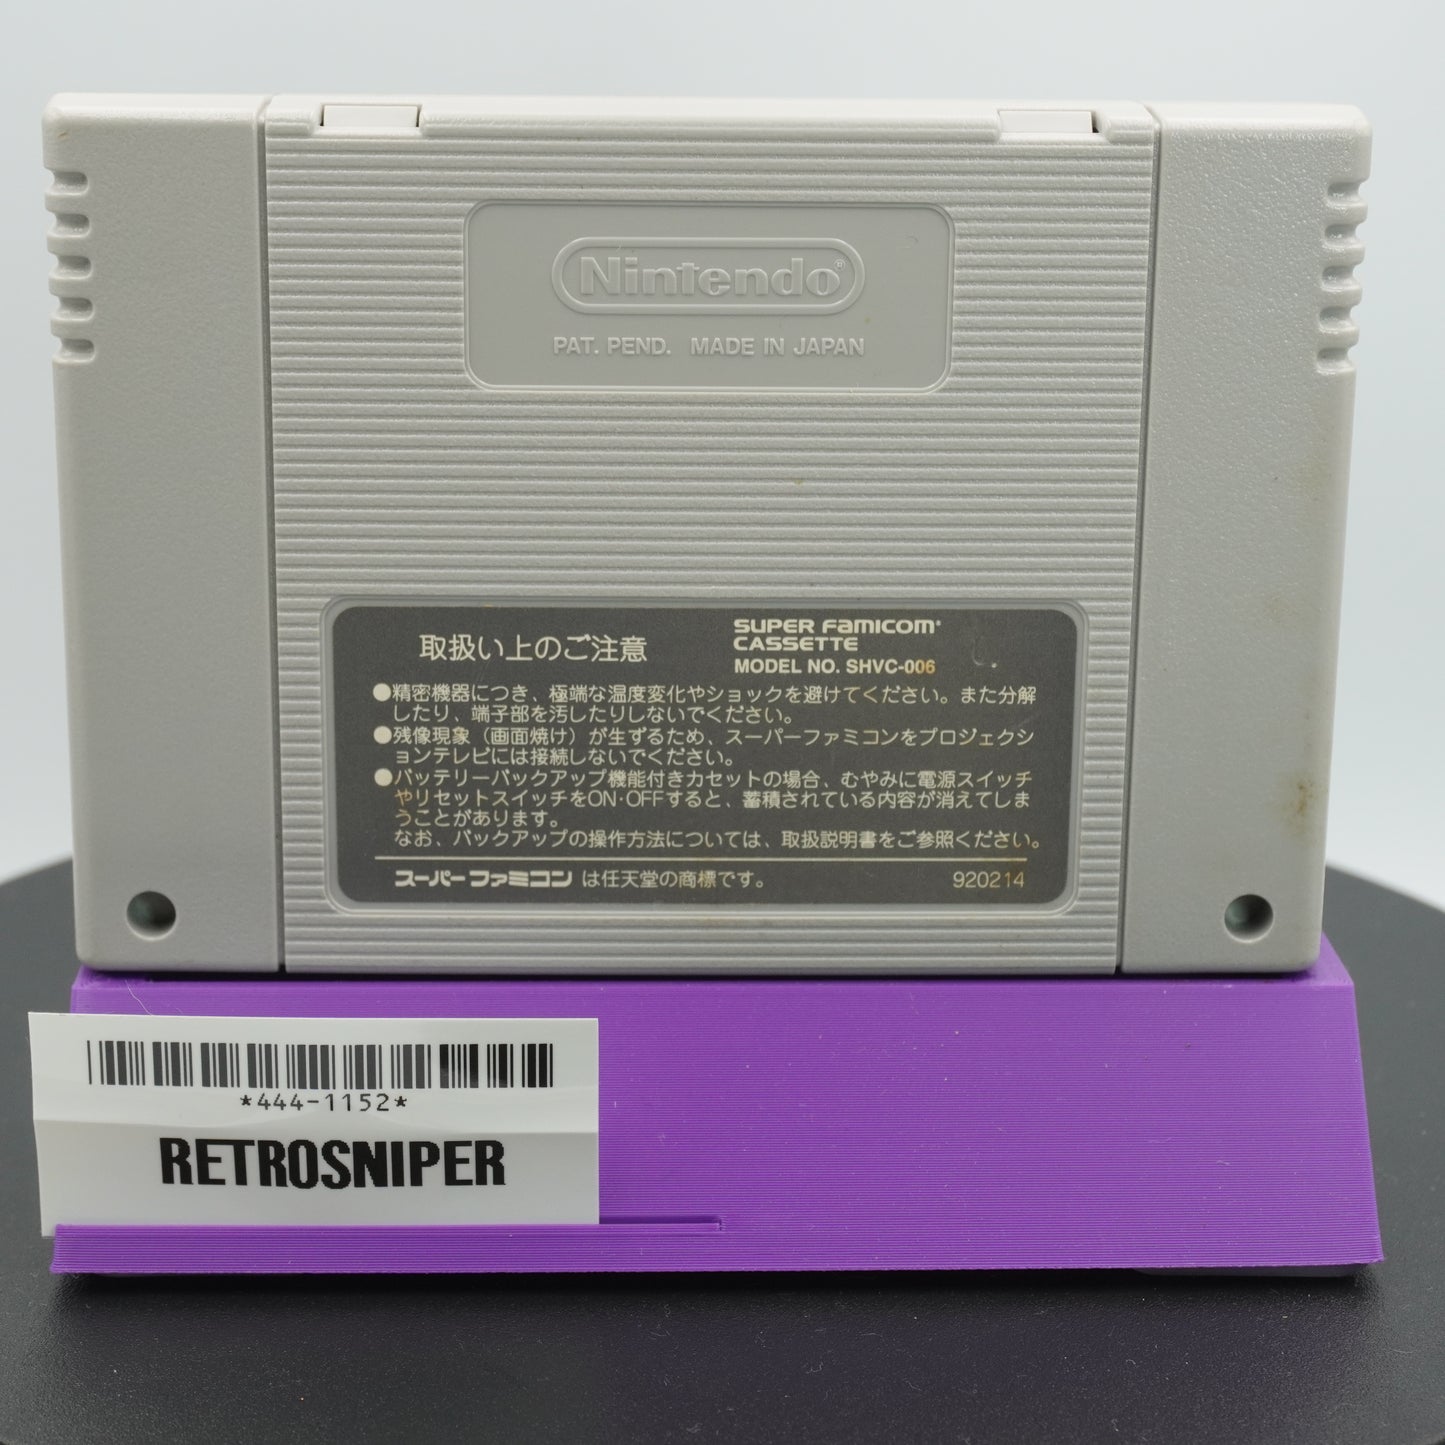 Nintendo®
PAT. PEND. MADE IN JAPAN
取扱い上のご注意
SUPER FAMICOM®
CASSETTE
MODEL NO. SHVC-006
●精密機器につき、極端な温度変化やショックを避けてください。また分解
したり、端子部を汚したりしないでください。
●残像現象（画面焼け）が生ずるため、スーパーファミコンをプロジェクシ
ョンテレビには接続しないでください。
●バッテリーバックアップ機能付きカセットの場合、むやみに電源スイッチ
やリセットスイッチをON・OFFすると、蓄積されている内容が消えてしま
うことがあります。
なお、バックアップの操作方法については、取扱説明書をご参照ください。
スーパーファミコン は任天堂の商標です。
920214
*444-1152*
RETROSNIPER